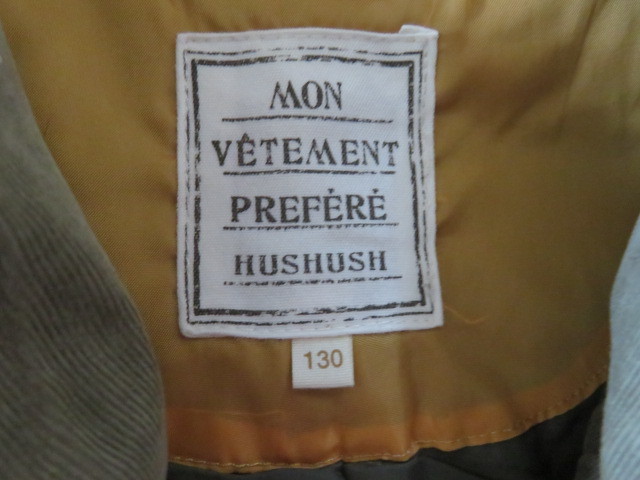 MON
VÊTEMENT
PREFÉRÉ
HUSHUSH
130